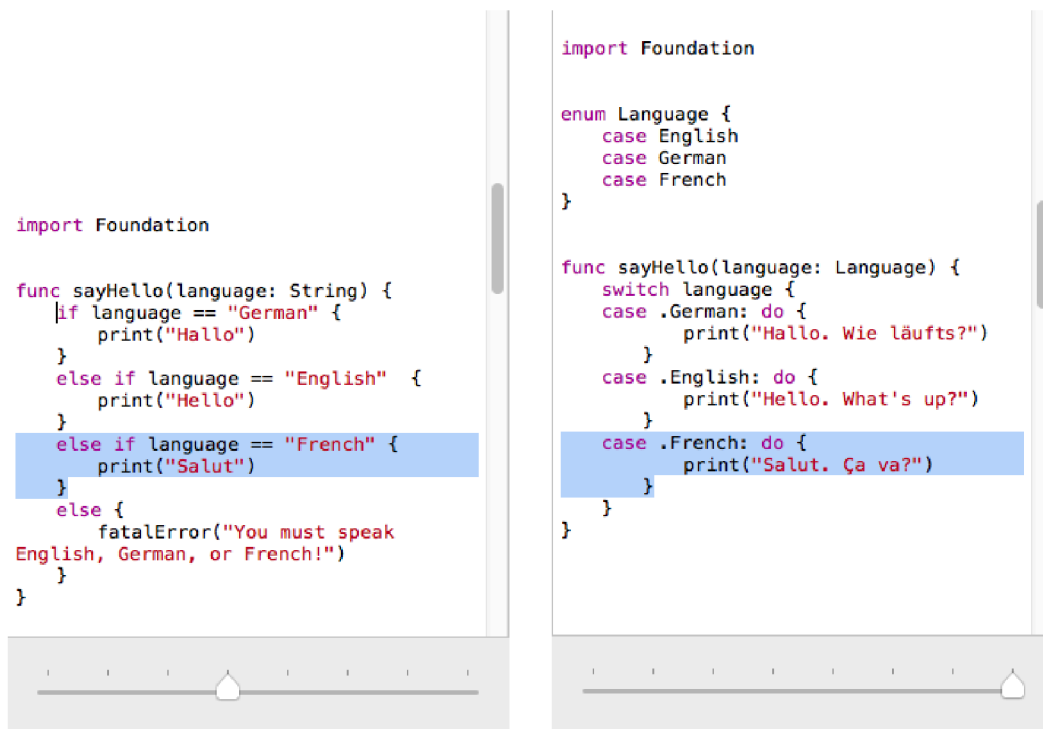 import Foundation
func sayHello(language: String) {
    if language == "German" {
        print("Hallo")
    }
    else if language == "English"  {
        print("Hello")
    }
    else if language == "French" {
        print("Salut")
    }
    else {
        fatalError("You must speak
English, German, or French!")
    }
}
import Foundation
enum Language {
    case English
    case German
    case French
}
func sayHello(language: Language) {
    switch language {
    case .German: do {
            print("Hallo. Wie läufts?")
        }
    case .English: do {
            print("Hello. What's up?")
        }
    case .French: do {
            print("Salut. Ça va?")
        }
    }
}